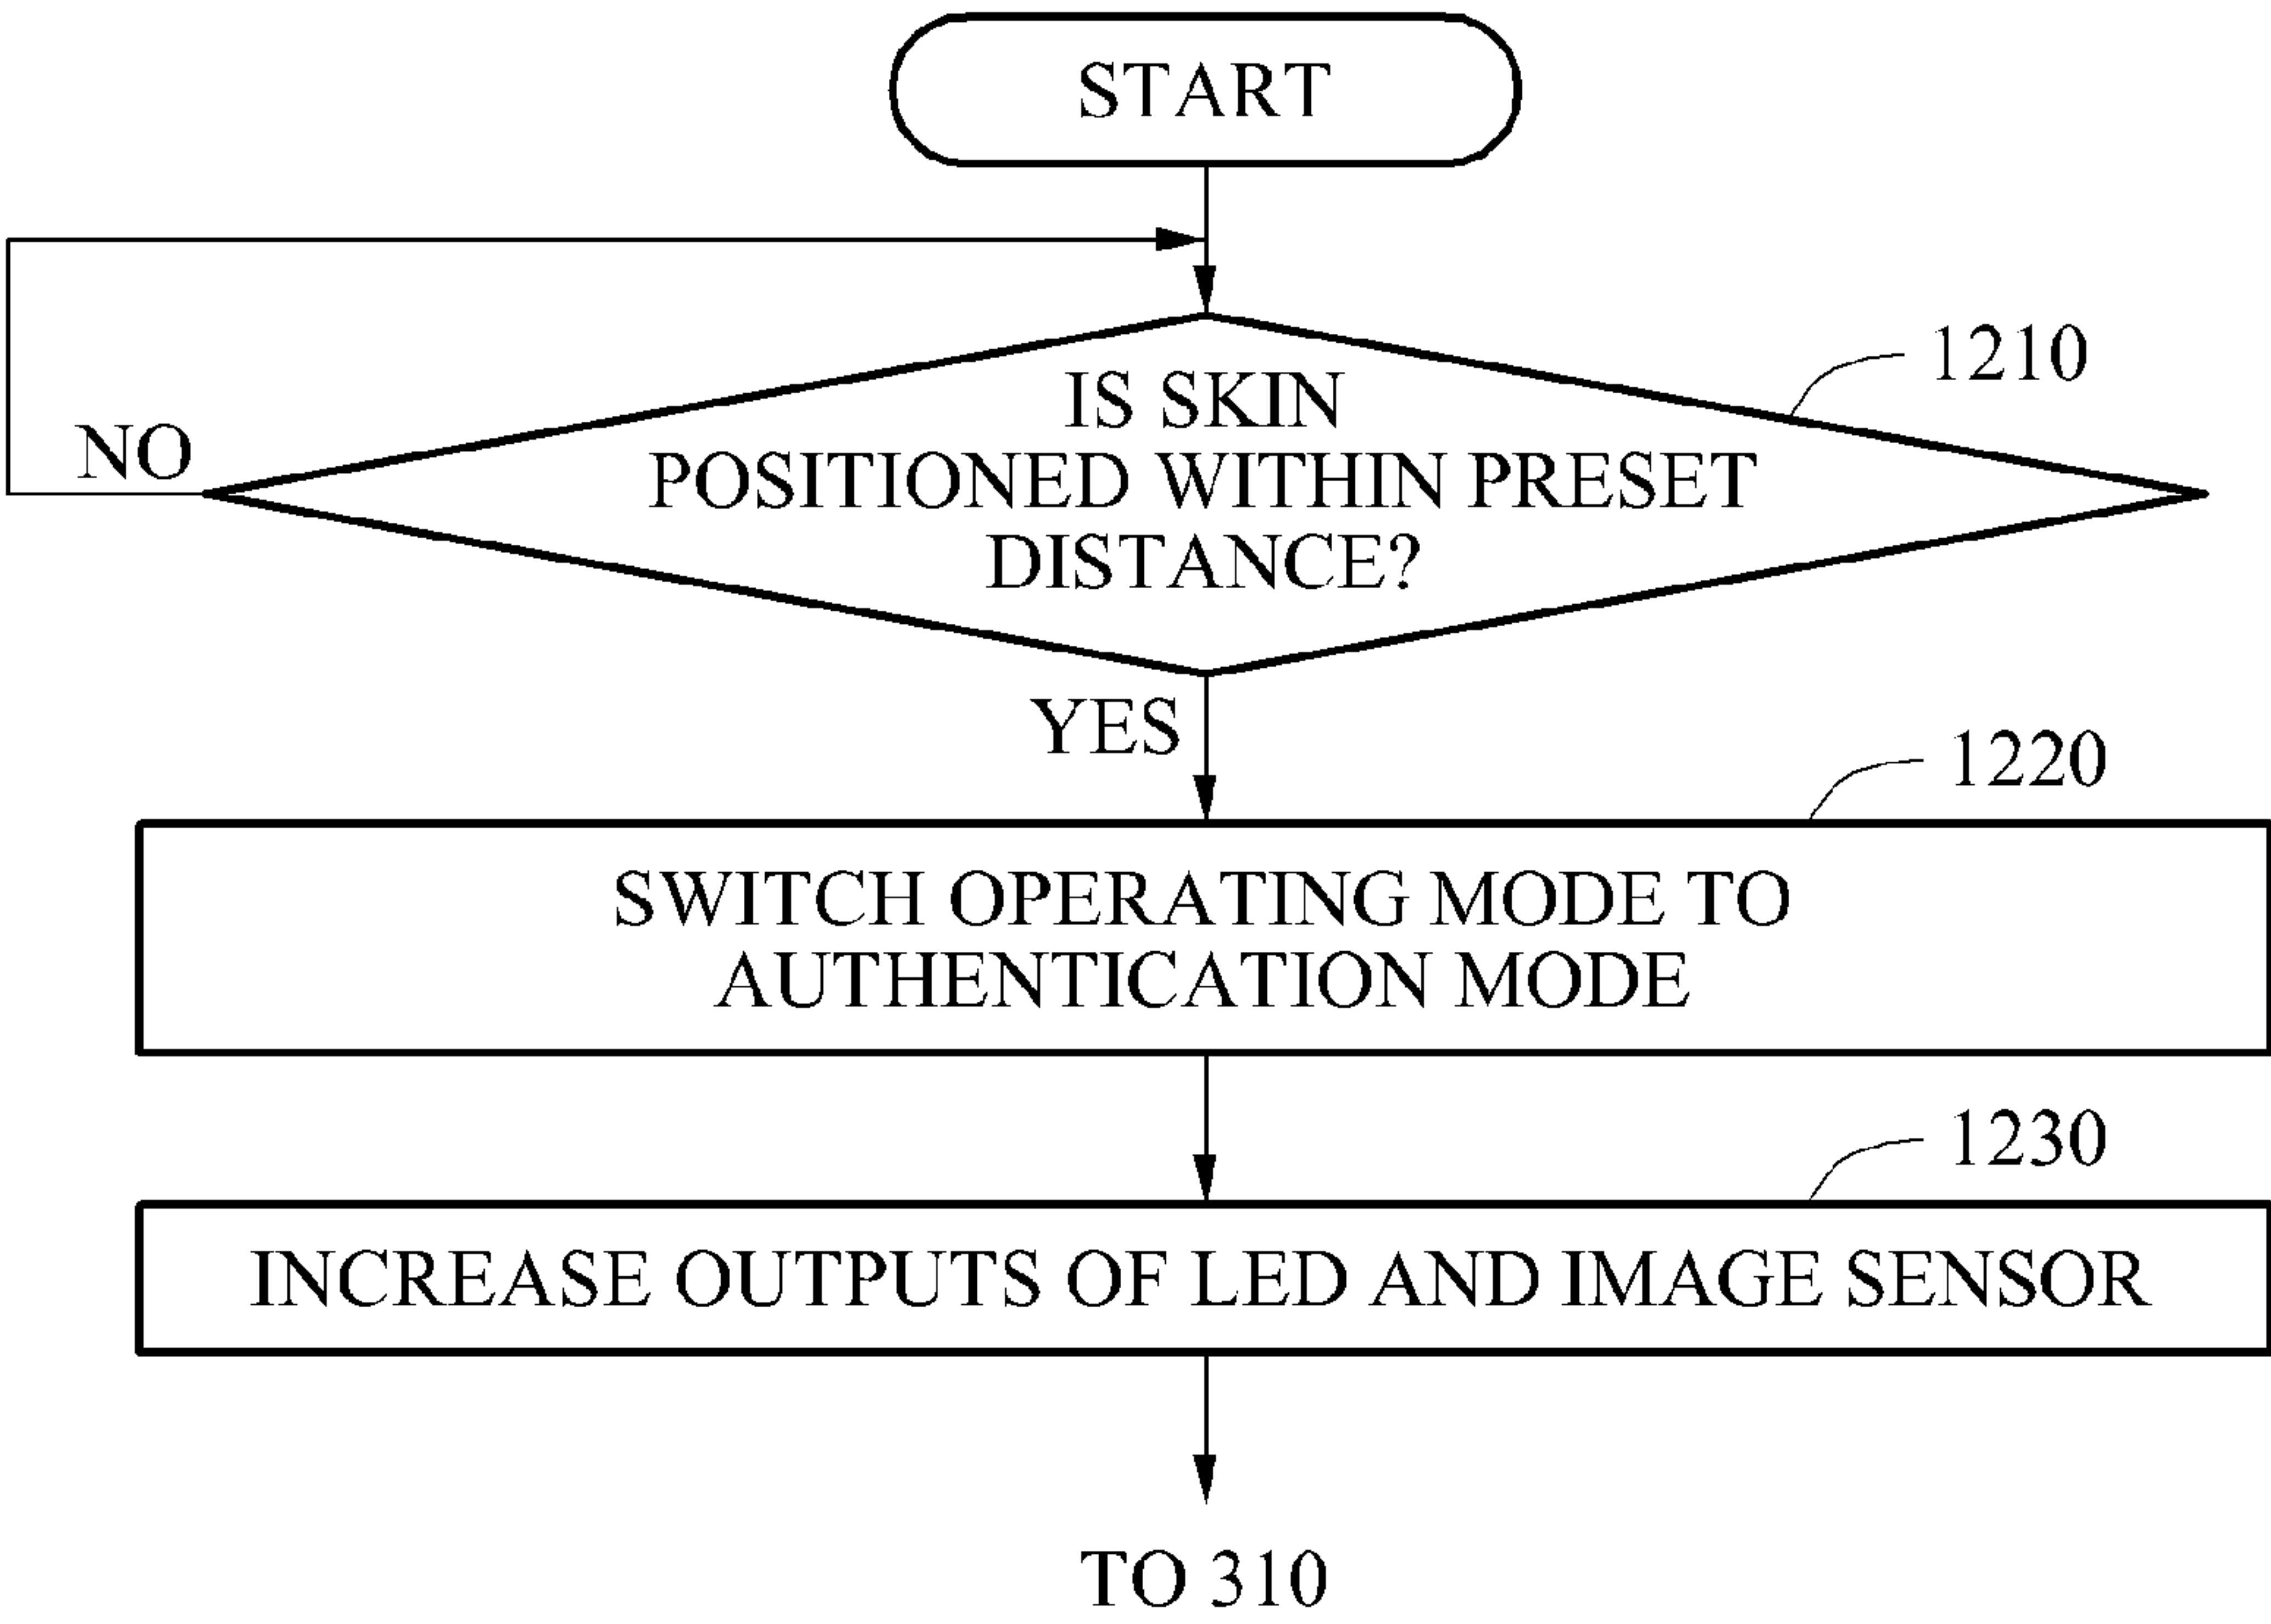 START
1210
IS SKIN
POSITIONED WITHIN PRESET
DISTANCE?
NO
YES
1220
SWITCH OPERATING MODE TO
AUTHENTICATION MODE
1230
INCREASE OUTPUTS OF LED AND IMAGE SENSOR
TO 310